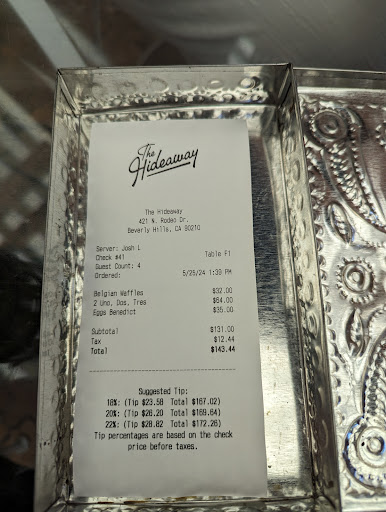 The
Hideaway
The Hideaway
421 N. Rodeo Dr.
Beverly Hills, CA 90210
Server: Josh L
Check #41 Table F1
Guest Count: 4
Ordered: 5/25/24 1:30 PM
Belgian Waffles $32.00
2 Uno, Dos, Tres $64.00
Eggs Benedict $35.00
Subtotal $131.00
Tax $12.44
Total $143.44
Suggested Tip:
18%: (Tip $23.58 Total $167.02)
20%: (Tip $26.20 Total $169.64)
22%: (Tip $28.82 Total $172.26)
Tip percentages are based on the check
price before taxes.